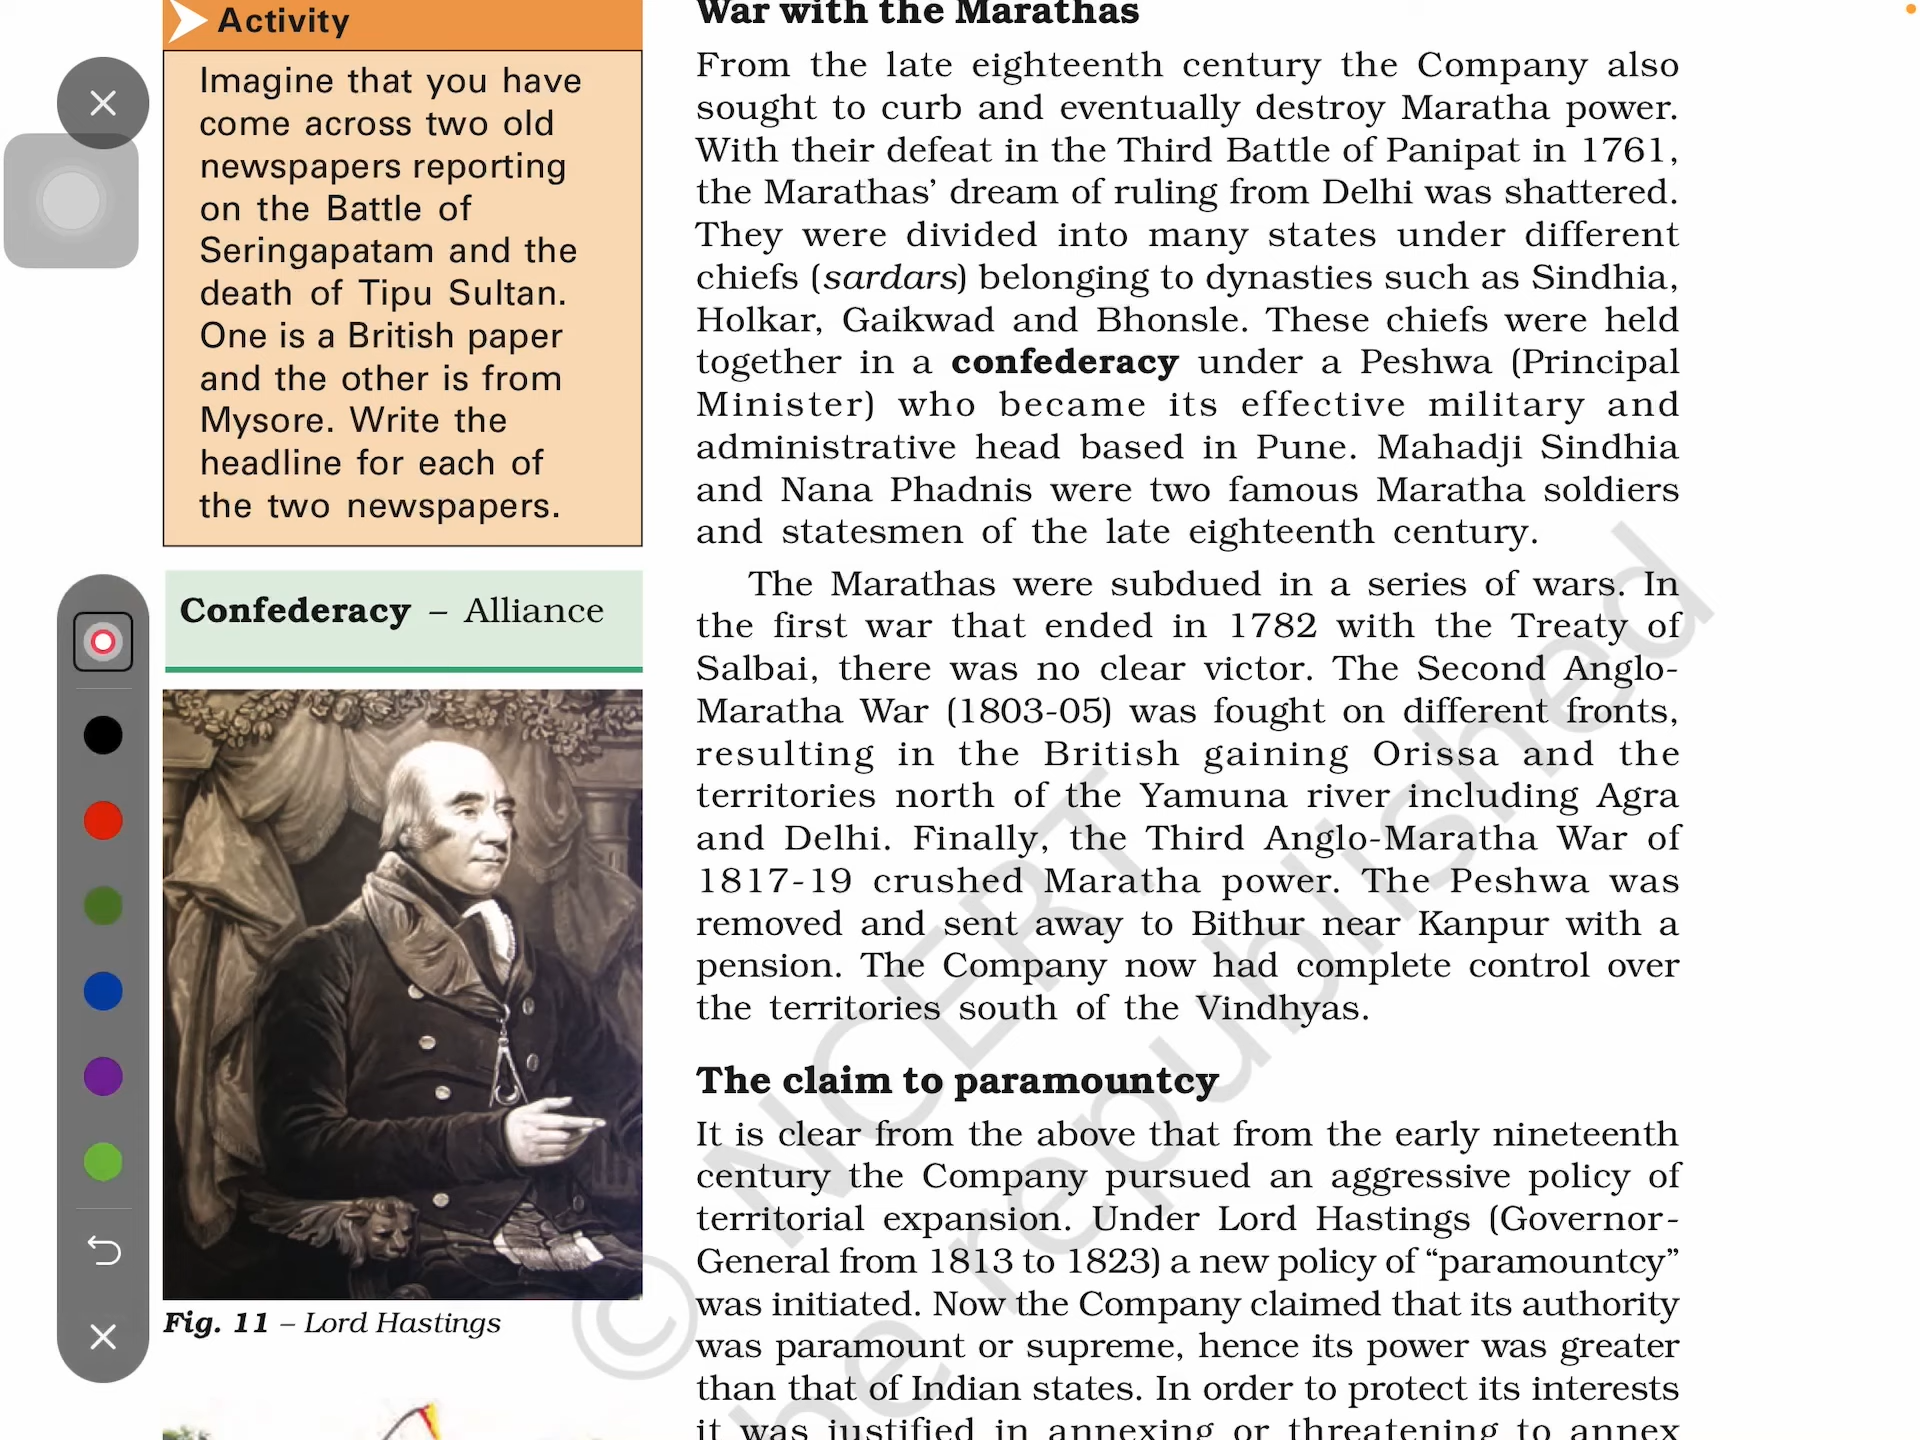 Activity
Imagine that you have
come across two old
newspapers reporting
on the Battle of
Seringapatam and the
death of Tipu Sultan.
One is a British paper
and the other is from
Mysore. Write the
headline for each of
the two newspapers.
Confederacy – Alliance
Fig. 11 – Lord Hastings
War with the Marathas
From the late eighteenth century the Company also
sought to curb and eventually destroy Maratha power.
With their defeat in the Third Battle of Panipat in 1761,
the Marathas’ dream of ruling from Delhi was shattered.
They were divided into many states under different
chiefs (sardars) belonging to dynasties such as Sindhia,
Holkar, Gaikwad and Bhonsle. These chiefs were held
together in a confederacy under a Peshwa (Principal
Minister) who became its effective military and
administrative head based in Pune. Mahadji Sindhia
and Nana Phadnis were two famous Maratha soldiers
and statesmen of the late eighteenth century.
The Marathas were subdued in a series of wars. In
the first war that ended in 1782 with the Treaty of
Salbai, there was no clear victor. The Second Anglo-
Maratha War (1803-05) was fought on different fronts,
resulting in the British gaining Orissa and the
territories north of the Yamuna river including Agra
and Delhi. Finally, the Third Anglo-Maratha War of
1817-19 crushed Maratha power. The Peshwa was
removed and sent away to Bithur near Kanpur with a
pension. The Company now had complete control over
the territories south of the Vindhyas.
The claim to paramountcy
It is clear from the above that from the early nineteenth
century the Company pursued an aggressive policy of
territorial expansion. Under Lord Hastings (Governor-
General from 1813 to 1823) a new policy of “paramountcy”
was initiated. Now the Company claimed that its authority
was paramount or supreme, hence its power was greater
than that of Indian states. In order to protect its interests
it was justified in annexing or threatening to annex
© NCERT
be republished